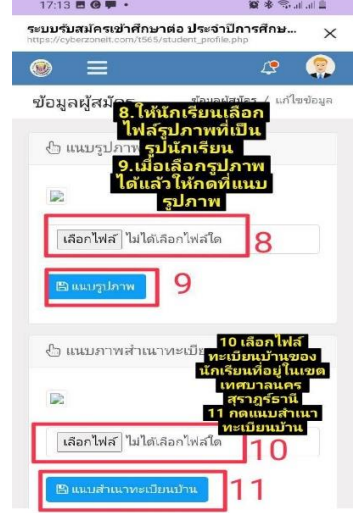 17:13
ระบบรับสมัครเข้าศึกษาต่อ ประจำปีการศึกษ...
https://cyberzoneit.com/t565/student_profile.php
ข้อมูลผู้สมัคร
ข้อมูลผู้สมัคร / แก้ไขข้อมูล
8.ให้นักเรียนเลือก
ไฟล์รูปภาพที่เป็น
รูปนักเรียน
9.เมื่อเลือกรูปภาพ
ได้แล้วให้กดที่แนบ
รูปภาพ
แนบรูปภาพ
เลือกไฟล์ ไม่ได้เลือกไฟล์ใด
8
แนบรูปภาพ
9
10 เลือกไฟล์
ทะเบียนบ้านของ
นักเรียนที่อยู่ในเขต
เทศบาลนคร
สุราฎร์ธานี
11 กดแนบสำเนา
ทะเบียนบ้าน
แนบภาพสำเนาทะเบี
เลือกไฟล์ ไม่ได้เลือกไฟล์ใด
10
แนบสำเนาทะเบียนบ้าน
11